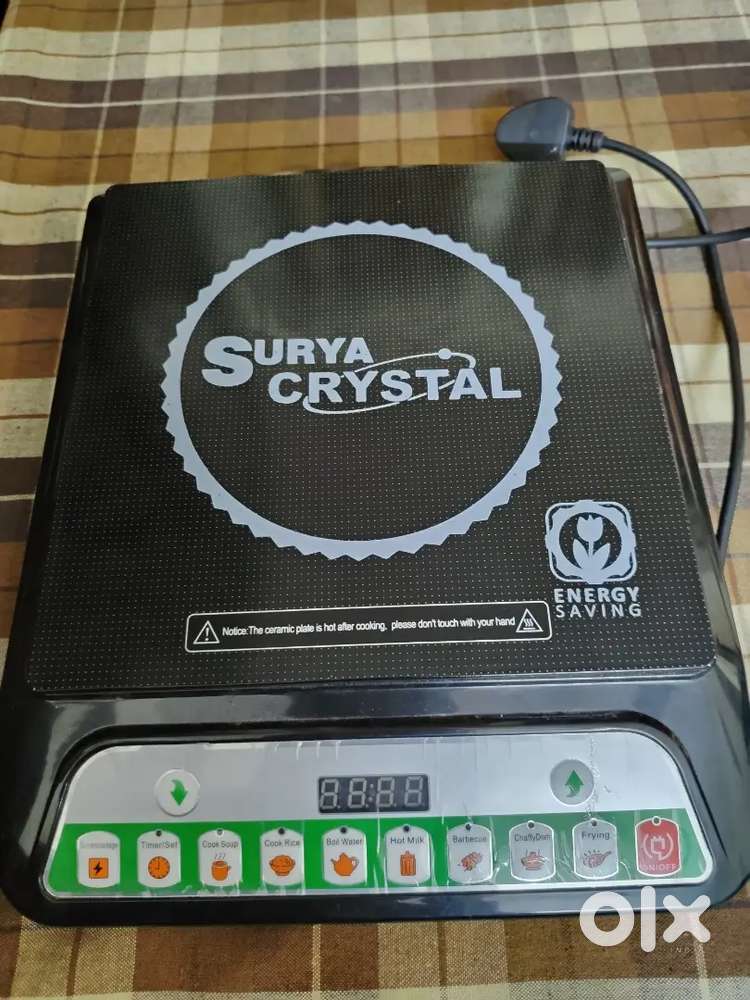 SURYA
CRYSTAL
ENERGY
SAVING
Notice:The ceramic plate is hot after cooking, please don't touch with your hand
Timer/Set
Cook Soup
Cook Rice
Boil Water
Hot Milk
Barbecue
ChaffyDish
Frying
ON/OFF
olx